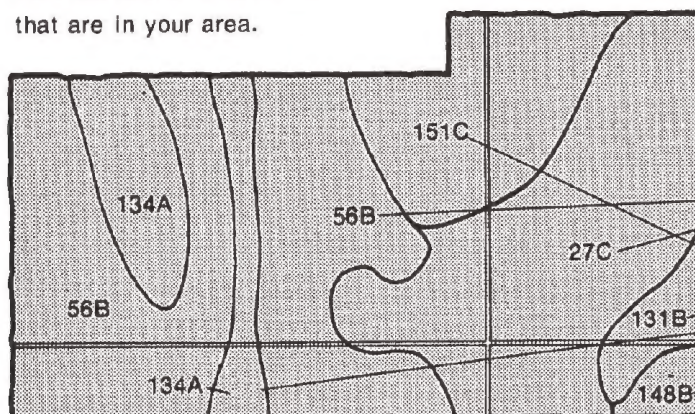 that are in your area.
151C
134A
56B
27C
56B
131B
134A
148B